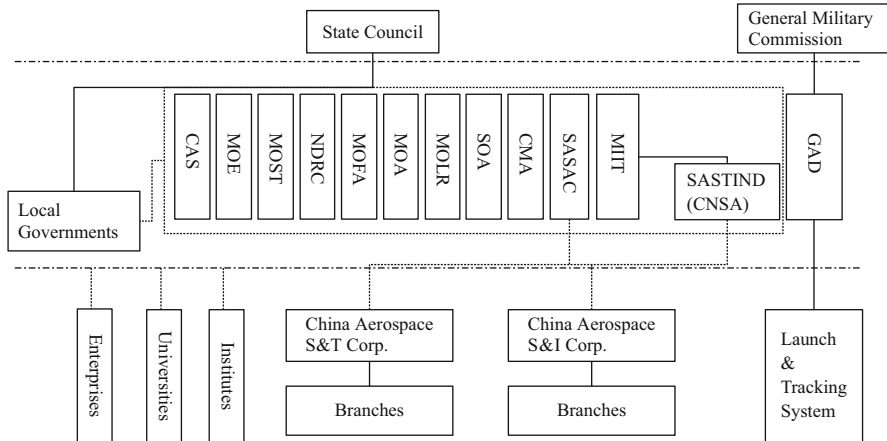 State Council
General Military
Commission
CAS
MOE
MOST
NDRC
MOFA
MOA
MOLR
SOA
CMA
SASAC
MIIT
SASTIND
(CNSA)
GAD
Local
Governments
Enterprises
Universities
Institutes
China Aerospace
S&T Corp.
Branches
China Aerospace
S&I Corp.
Branches
Launch
&
Tracking
System